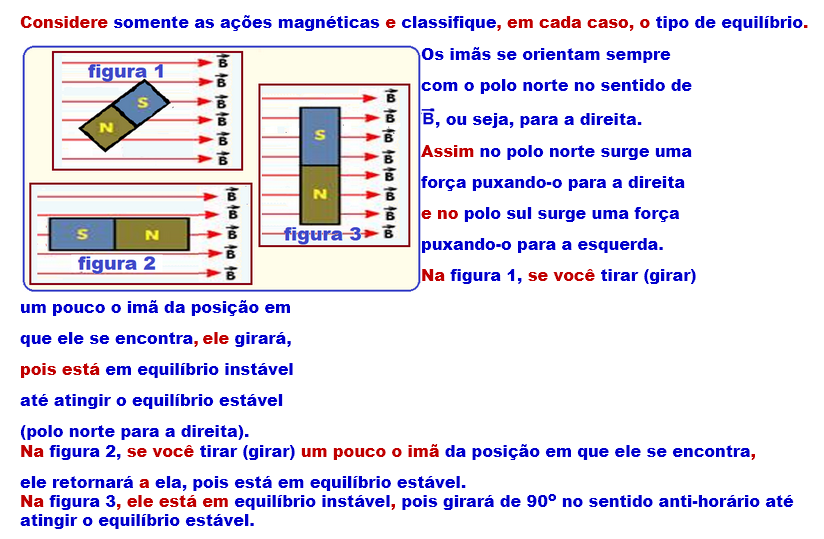 Considere somente as ações magnéticas e classifique, em cada caso, o tipo de equilíbrio.
figura 1
B
B
B
B
B
B
S
N
figura 2
B
B
B
B
B
S N
figura 3
B
B
B
B
B
B
B
B
S
N
Os imãs se orientam sempre
com o polo norte no sentido de
B, ou seja, para a direita.
Assim no polo norte surge uma
força puxando-o para a direita
e no polo sul surge uma força
puxando-o para a esquerda.
Na figura 1, se você tirar (girar)
um pouco o imã da posição em
que ele se encontra, ele girará,
pois está em equilíbrio instável
até atingir o equilíbrio estável
(polo norte para a direita).
Na figura 2, se você tirar (girar) um pouco o imã da posição em que ele se encontra,
ele retornará a ela, pois está em equilíbrio estável.
Na figura 3, ele está em equilíbrio instável, pois girará de 90º no sentido anti-horário até
atingir o equilíbrio estável.